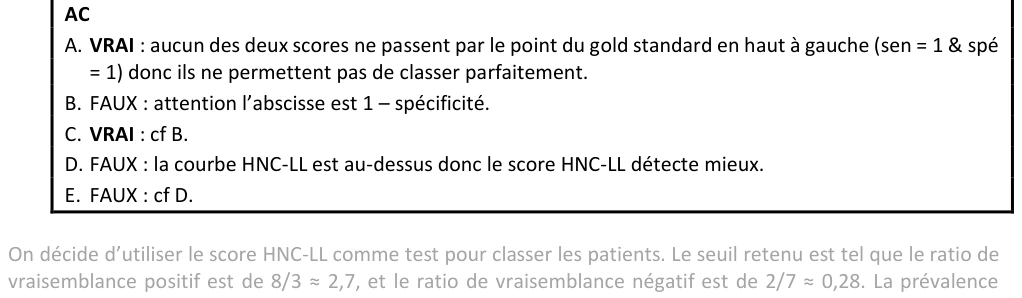 AC
A. VRAI : aucun des deux scores ne passent par le point du gold standard en haut à gauche (sen = 1 & spé
= 1) donc ils ne permettent pas de classer parfaitement.
B. FAUX : attention l’abscisse est 1 – spécificité.
C. VRAI : cf B.
D. FAUX : la courbe HNC-LL est au-dessus donc le score HNC-LL détecte mieux.
E. FAUX : cf D.
On décide d’utiliser le score HNC-LL comme test pour classer les patients. Le seuil retenu est tel que le ratio de
vraisemblance positif est de 8/3 ≈ 2,7, et le ratio de vraisemblance négatif est de 2/7 ≈ 0,28. La prévalence